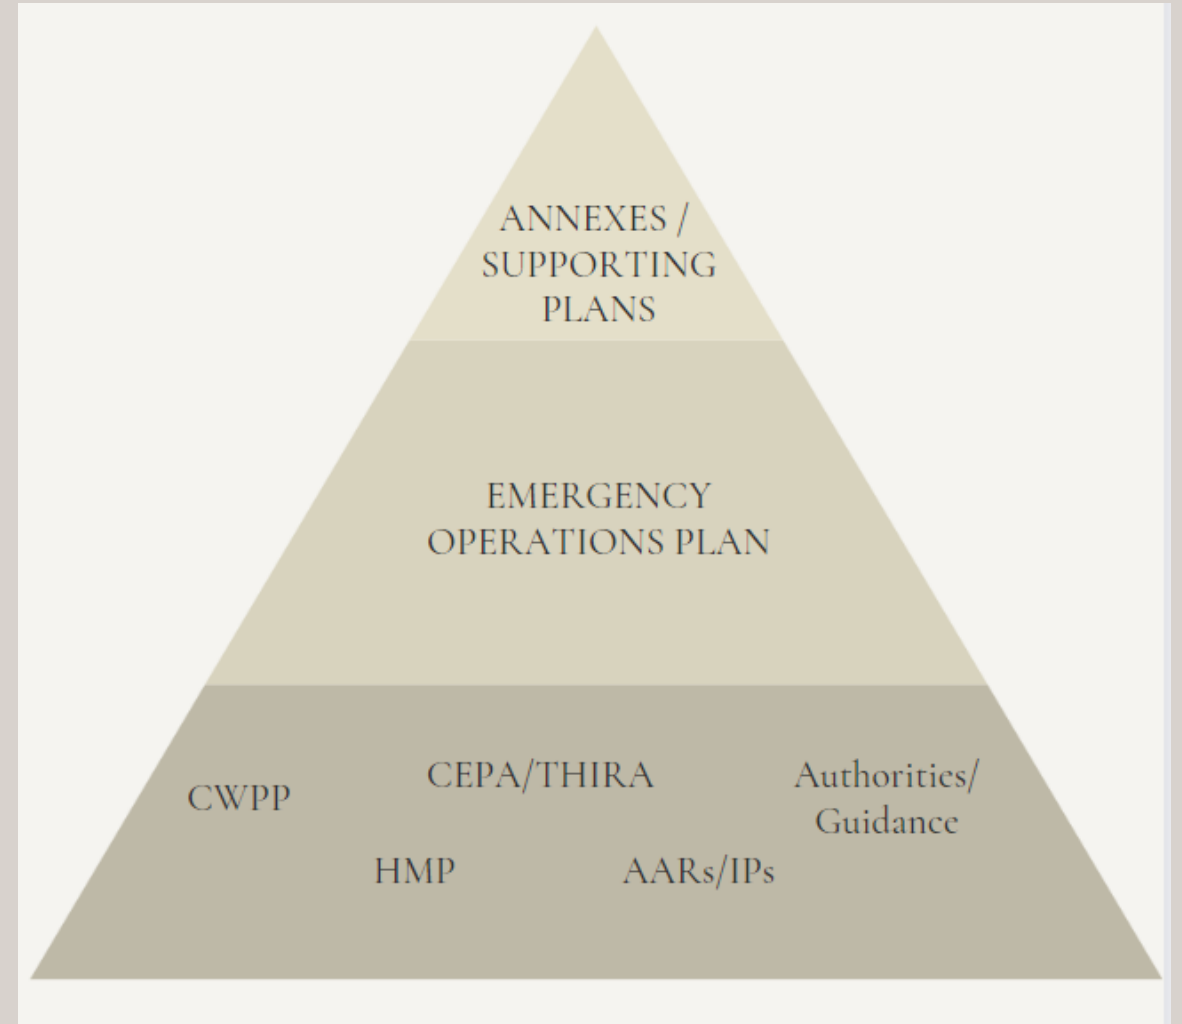 ANNEXES /
SUPPORTING
PLANS
EMERGENCY
OPERATIONS PLAN
CWPP
CEPA/THIRA
Authorities/
Guidance
HMP
AARs/IPs